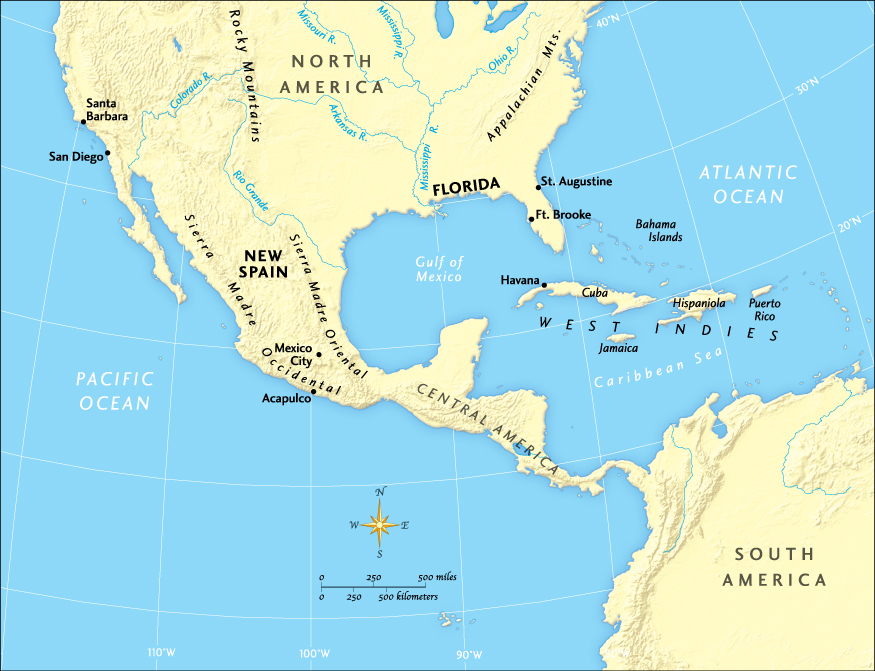 Missouri R.
Mississippi R.
40°N
Rocky Mountains
NORTH
AMERICA
Ohio R.
Appalachian Mts.
Colorado R.
30°N
Santa
Barbara
Arkansas R.
San Diego
Mississippi R.
FLORIDA
St. Augustine
ATLANTIC
OCEAN
Rio Grande
Ft. Brooke
20°N
Bahama
Islands
NEW
SPAIN
Gulf of
Mexico
Sierra Madre Occidental
Sierra Madre Oriental
Havana
Cuba
Hispaniola
Puerto
Rico
WEST INDIES
Jamaica
Mexico
City
Caribbean Sea
PACIFIC
OCEAN
Acapulco
CENTRAL AMERICA
N
W
E
S
SOUTH
AMERICA
0 250 500 miles
0 250 500 kilometers
110°W
100°W
90°W